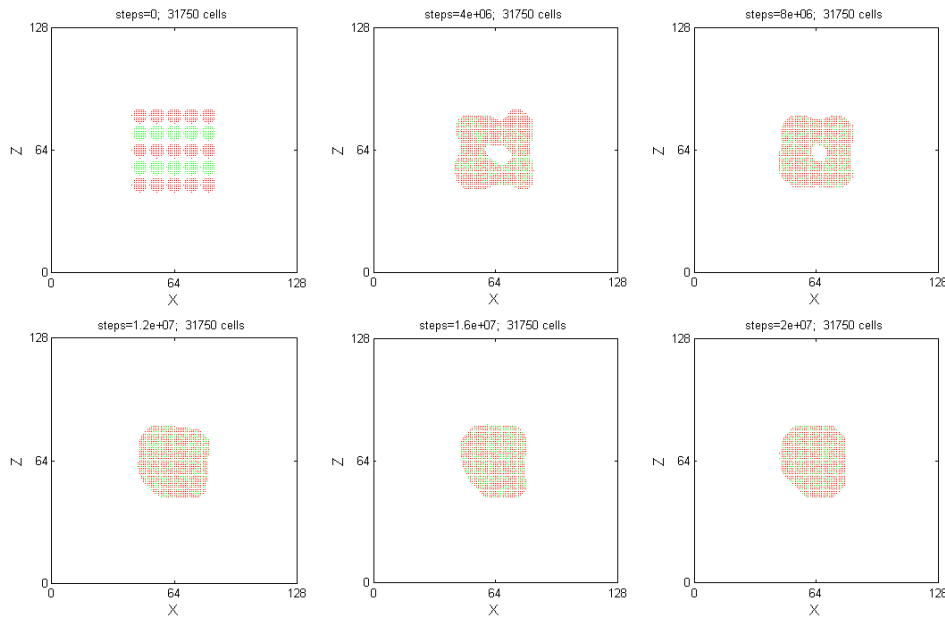 steps=0;  31750 cells
steps=4e+06;  31750 cells
steps=8e+06;  31750 cells
128
128
128
Z
64
Z
64
Z
64
0
0
0
0
64
128
0
64
128
0
64
128
X
X
X
steps=1.2e+07;  31750 cells
steps=1.6e+07;  31750 cells
steps=2e+07;  31750 cells
128
128
128
Z
64
Z
64
Z
64
0
0
0
0
64
128
0
64
128
0
64
128
X
X
X